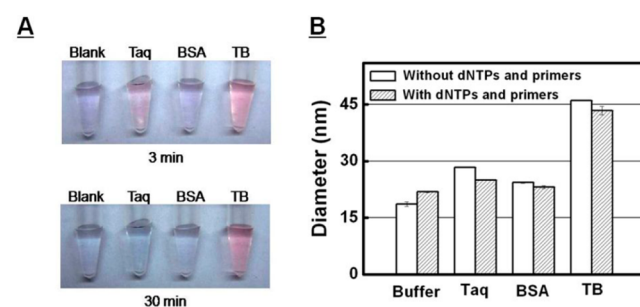 A
Blank Taq BSA TB
3 min
Blank Taq BSA TB
30 min
B
Without dNTPs and primers
With dNTPs and primers
Diameter (nm)
45
30
15
0
Buffer Taq BSA TB